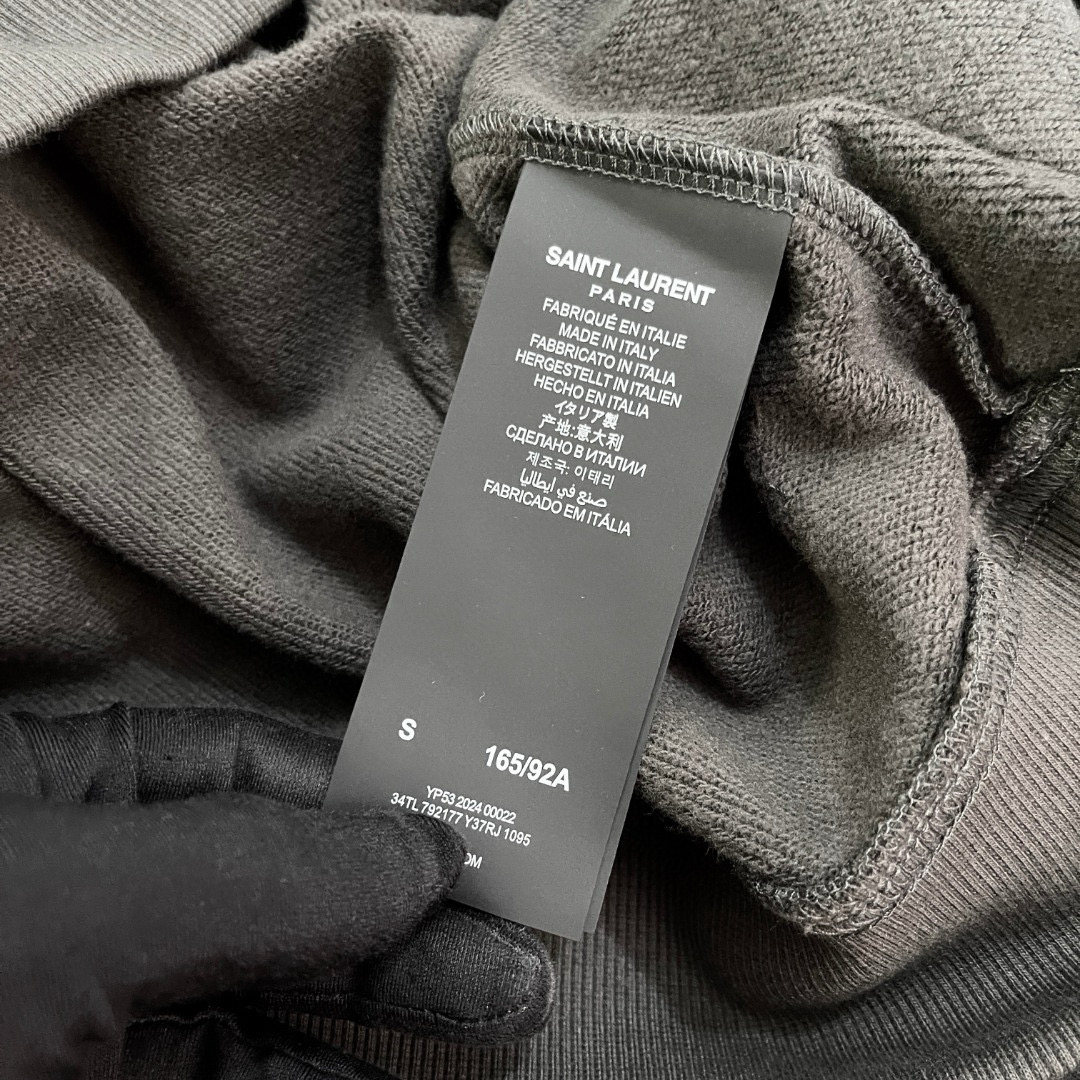 SAINT LAURENT
PARIS
FABRIQUÉ EN ITALIE
MADE IN ITALY
FABBRICATO IN ITALIA
HERGESTELLT IN ITALIEN
HECHO EN ITALIA
イタリア製
产地:意大利
СДЕЛАНО В ИТАЛИИ
제조국: 이태리
صنع في ايطاليا
FABRICADO EM ITÁLIA
S
165/92A
YP53 2024 00022
34TL 792177 Y37RJ 1095